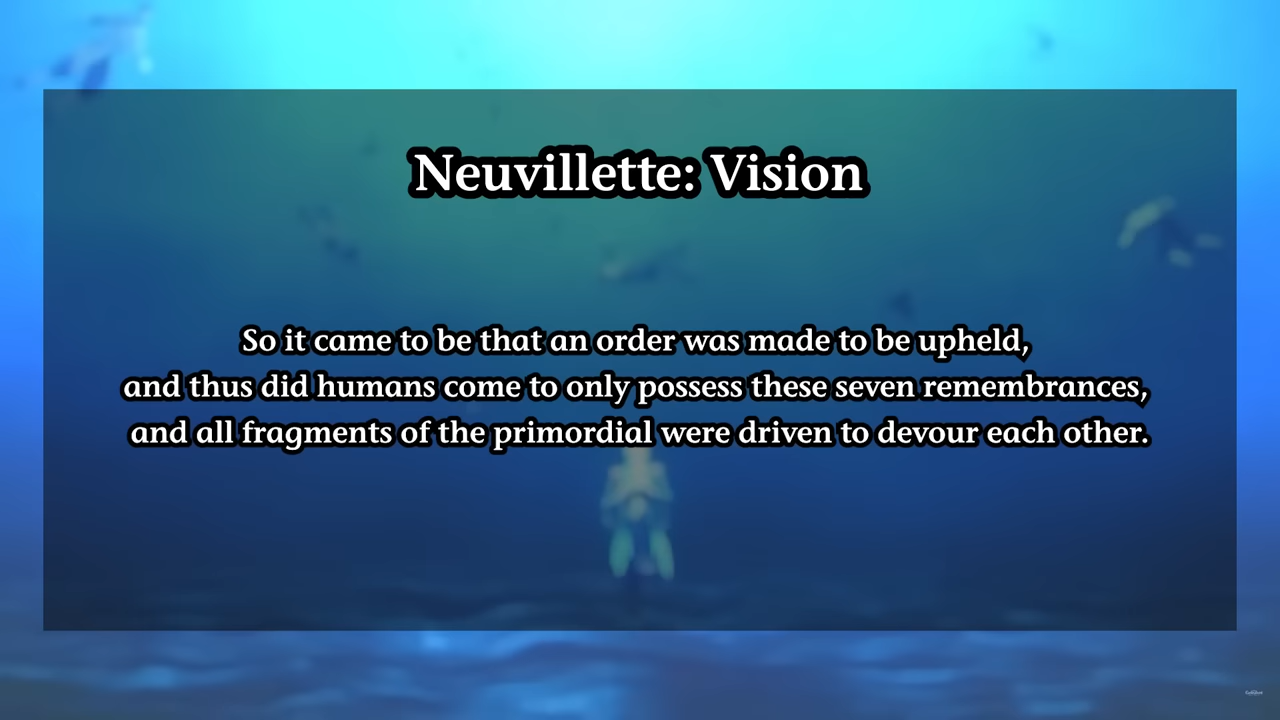 Neuvillette: Vision
So it came to be that an order was made to be upheld,
and thus did humans come to only possess these seven remembrances,
and all fragments of the primordial were driven to devour each other.